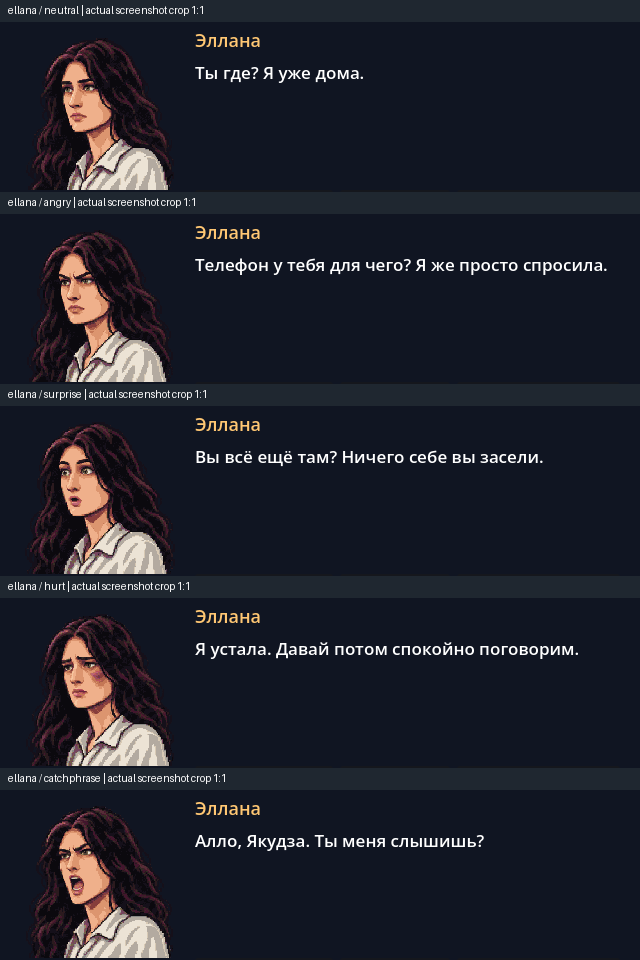 ellana / neutral | actual screenshot crop 1:1
Эллана
Ты где? Я уже дома.
ellana / angry | actual screenshot crop 1:1
Эллана
Телефон у тебя для чего? Я же просто спросила.
ellana / surprise | actual screenshot crop 1:1
Эллана
Вы всё ещё там? Ничего себе вы засели.
ellana / hurt | actual screenshot crop 1:1
Эллана
Я устала. Давай потом спокойно поговорим.
ellana / catchphrase | actual screenshot crop 1:1
Эллана
Алло, Якудза. Ты меня слышишь?